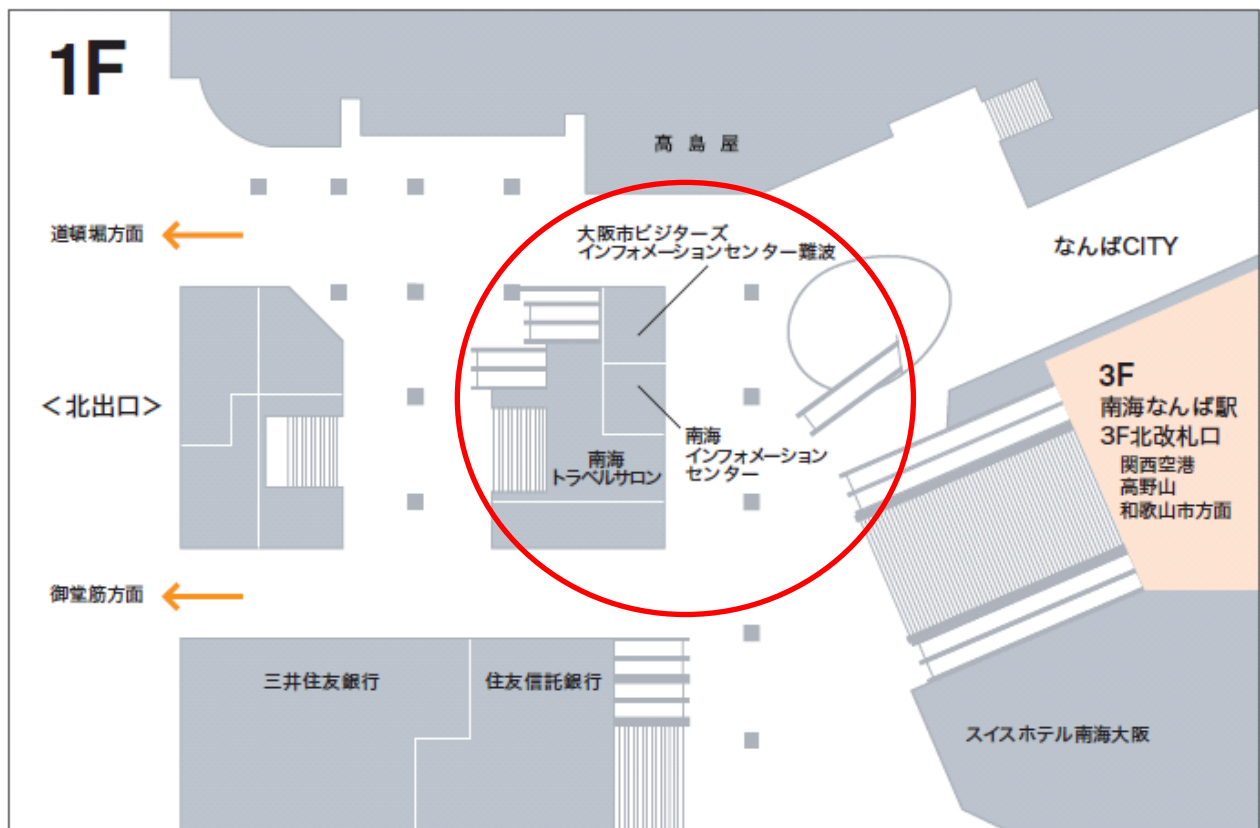 1F
髙島屋
道頓堀方面
大阪市ビジターズ
インフォメーションセンター難波
なんばCITY
3F
南海なんば駅
3F北改札口
関西空港
高野山
和歌山市方面
<北出口>
南海
インフォメーション
センター
南海
トラベルサロン
御堂筋方面
三井住友銀行
住友信託銀行
スイスホテル南海大阪